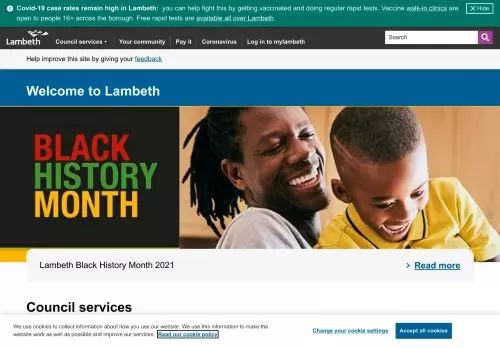 Covid-19 case rates remain high in Lambeth: you can help fight this by getting vaccinated and doing regular rapid tests. Vaccine walk-in clinics are
open to people 16+ across the borough. Free rapid tests are available all over Lambeth.
Hide
Lambeth
Council services
Your community
Pay it
Coronavirus
Log in to mylambeth
Search
Help improve this site by giving your feedback
Welcome to Lambeth
BLACK
HISTORY
MONTH
Lambeth Black History Month 2021
Read more
Council services
We use cookies to collect information about how you use our website. We use this information to make the
website work as well as possible and improve our services. Read our cookie policy
Change your cookie settings
Accept all cookies